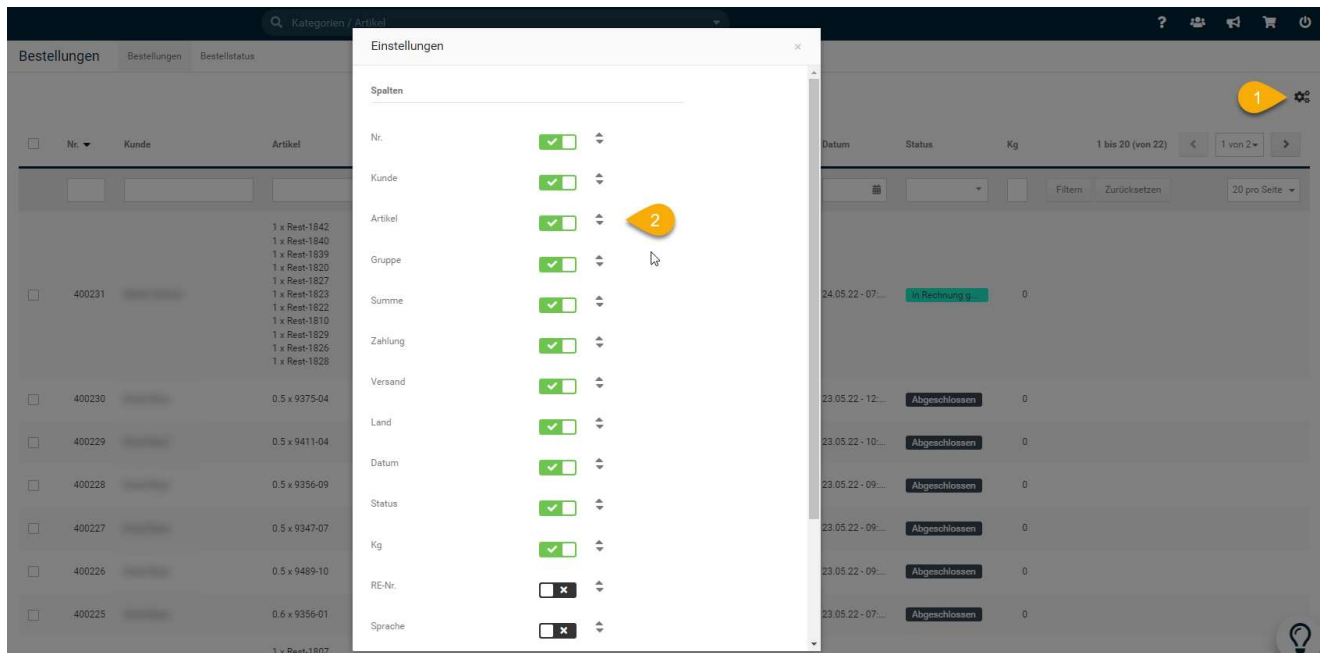 Kategorien / Artikel
?
Bestellungen Bestellungen Bestellstatus
Einstellungen ×
Spalten
Nr.
Kunde
Artikel
Gruppe
Summe
Zahlung
Versand
Land
Datum
Status
Kg
RE-Nr.
Sprache
1
2
Nr. Kunde Artikel Datum Status Kg 1 bis 20 (von 22) 1 von 2
Filtern Zurücksetzen 20 pro Seite
1 x Rest-1842
1 x Rest-1840
1 x Rest-1839
1 x Rest-1820
1 x Rest-1827
400231 1 x Rest-1823 24.05.22 - 07:... In Rechnung g... 0
1 x Rest-1822
1 x Rest-1810
1 x Rest-1829
1 x Rest-1826
1 x Rest-1828
400230 0.5 x 9375-04 23.05.22 - 12:... Abgeschlossen 0
400229 0.5 x 9411-04 23.05.22 - 10:... Abgeschlossen 0
400228 0.5 x 9356-09 23.05.22 - 09:... Abgeschlossen 0
400227 0.5 x 9347-07 23.05.22 - 09:... Abgeschlossen 0
400226 0.5 x 9489-10 23.05.22 - 09:... Abgeschlossen 0
400225 0.6 x 9356-01 23.05.22 - 07:... Abgeschlossen 0
1 x Rest-1807